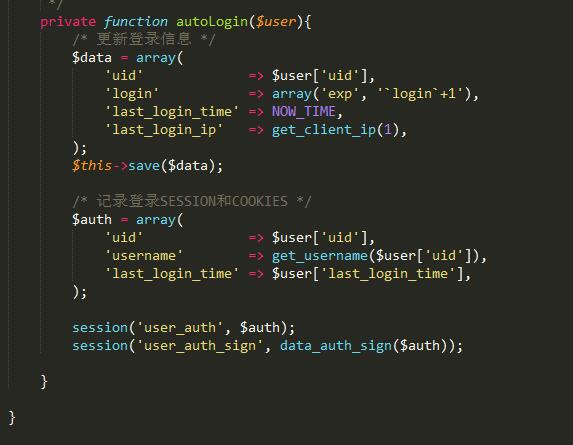 */
private function autoLogin($user){
/* 更新登录信息 */
$data = array(
'uid' => $user['uid'],
'login' => array('exp', '`login`+1'),
'last_login_time' => NOW_TIME,
'last_login_ip' => get_client_ip(1),
);
$this->save($data);
/* 记录登录SESSION和COOKIES */
$auth = array(
'uid' => $user['uid'],
'username' => get_username($user['uid']),
'last_login_time' => $user['last_login_time'],
);
session('user_auth', $auth);
session('user_auth_sign', data_auth_sign($auth));
}
}